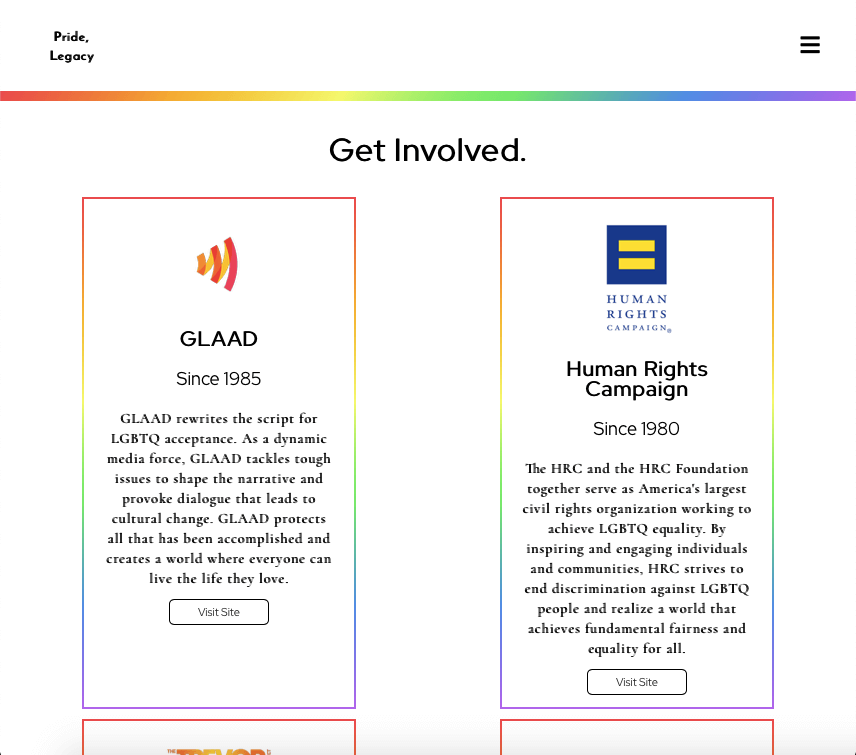 Pride,
Legacy
Get Involved.
GLAAD
Since 1985
GLAAD rewrites the script for
LGBTQ acceptance. As a dynamic
media force, GLAAD tackles tough
issues to shape the narrative and
provoke dialogue that leads to
cultural change. GLAAD protects
all that has been accomplished and
creates a world where everyone can
live the life they love.
Visit Site
HUMAN
RIGHTS
CAMPAIGN®
Human Rights
Campaign
Since 1980
The HRC and the HRC Foundation
together serve as America's largest
civil rights organization working to
achieve LGBTQ equality. By
inspiring and engaging individuals
and communities, HRC strives to
end discrimination against LGBTQ
people and realize a world that
achieves fundamental fairness and
equality for all.
Visit Site
THE TREVOR